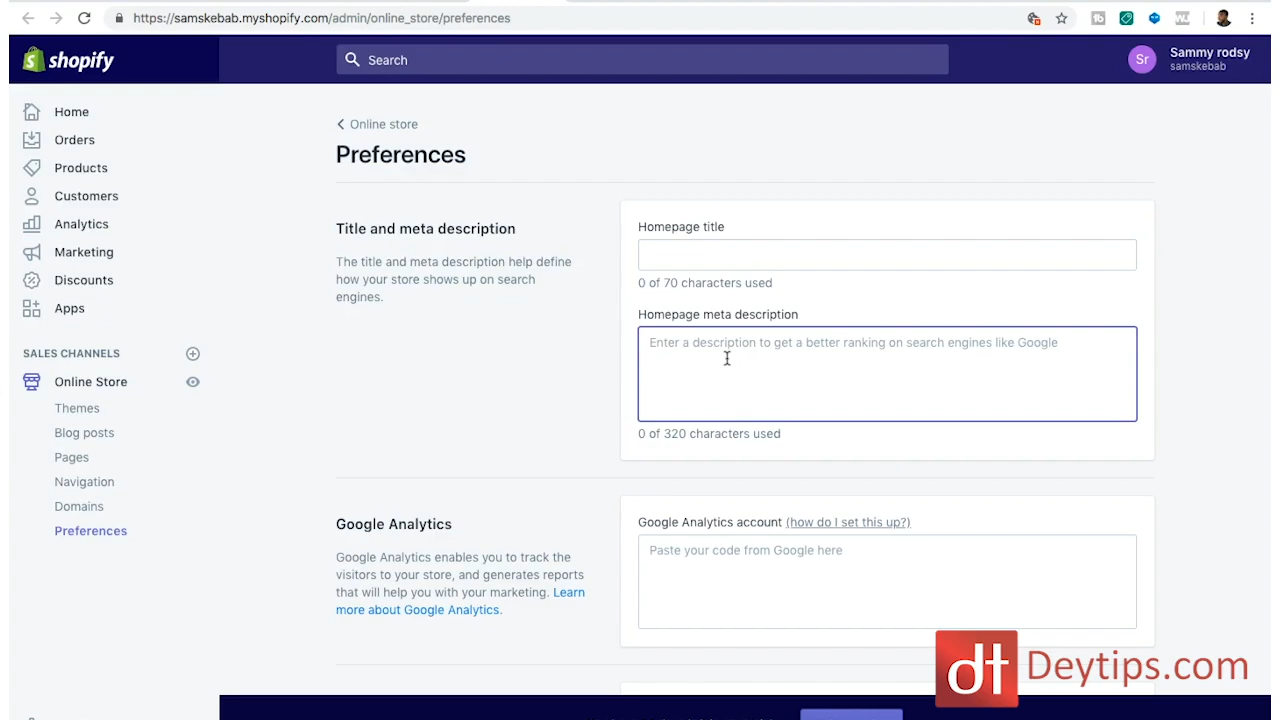 https://samskebab.myshopify.com/admin/online_store/preferences
shopify
Search
Sr
Sammy rodsy
samskebab
Home
Orders
Products
Customers
Analytics
Marketing
Discounts
Apps
SALES CHANNELS
Online Store
Themes
Blog posts
Pages
Navigation
Domains
Preferences
Online store
Preferences
Title and meta description
The title and meta description help define
how your store shows up on search
engines.
Homepage title
0 of 70 characters used
Homepage meta description
Enter a description to get a better ranking on search engines like Google
0 of 320 characters used
Google Analytics
Google Analytics enables you to track the
visitors to your store, and generates reports
that will help you with your marketing. Learn
more about Google Analytics.
Google Analytics account (how do I set this up?)
Paste your code from Google here
dt Deytips.com